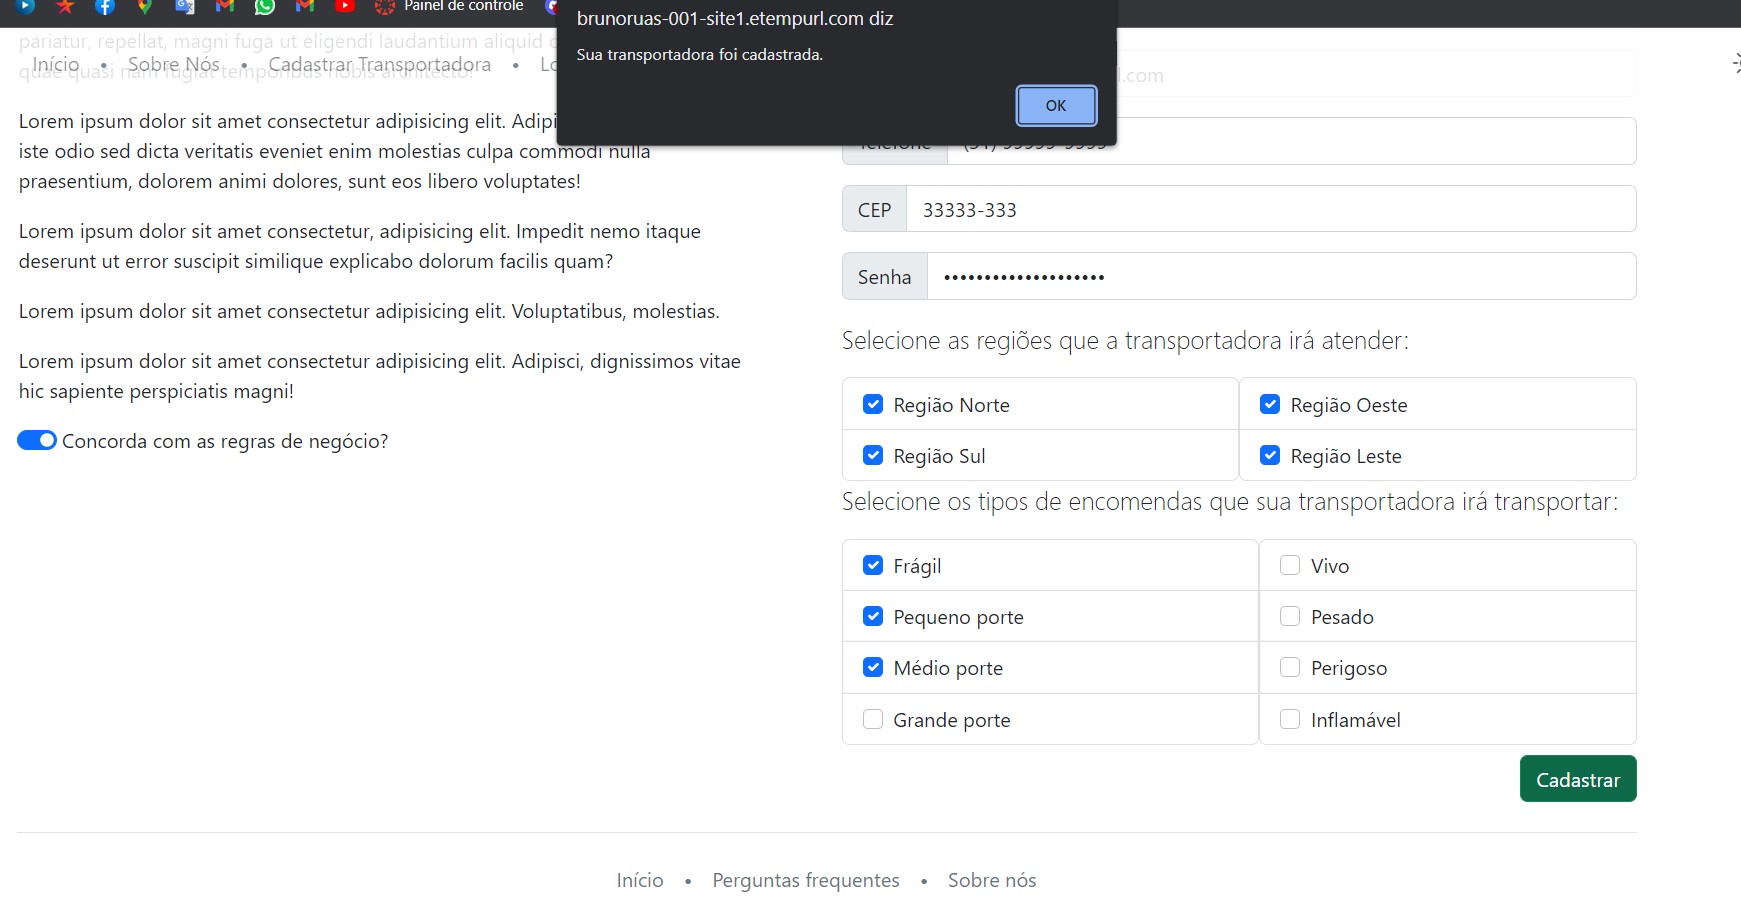 Painel de controle
brunoruas-001-site1.etempurl.com diz
Sua transportadora foi cadastrada.
OK
pariatur, repellat, magni fuga ut eligendi laudantium aliquid
quae quasi nam fugiat temporibus nobis architecto!
Início • Sobre Nós • Cadastrar Transportadora •
l.com
Lorem ipsum dolor sit amet consectetur adipisicing elit. Adipi
iste odio sed dicta veritatis eveniet enim molestias culpa commodi nulla
praesentium, dolorem animi dolores, sunt eos libero voluptates!
Lorem ipsum dolor sit amet consectetur, adipisicing elit. Impedit nemo itaque
deserunt ut error suscipit similique explicabo dolorum facilis quam?
Lorem ipsum dolor sit amet consectetur adipisicing elit. Voluptatibus, molestias.
Lorem ipsum dolor sit amet consectetur adipisicing elit. Adipisci, dignissimos vitae
hic sapiente perspiciatis magni!
Concorda com as regras de negócio?
Telefone
CEP 33333-333
Senha ••••••••••••••••••••
Selecione as regiões que a transportadora irá atender:
Região Norte
Região Oeste
Região Sul
Região Leste
Selecione os tipos de encomendas que sua transportadora irá transportar:
Frágil
Vivo
Pequeno porte
Pesado
Médio porte
Perigoso
Grande porte
Inflamável
Cadastrar
Início • Perguntas frequentes • Sobre nós